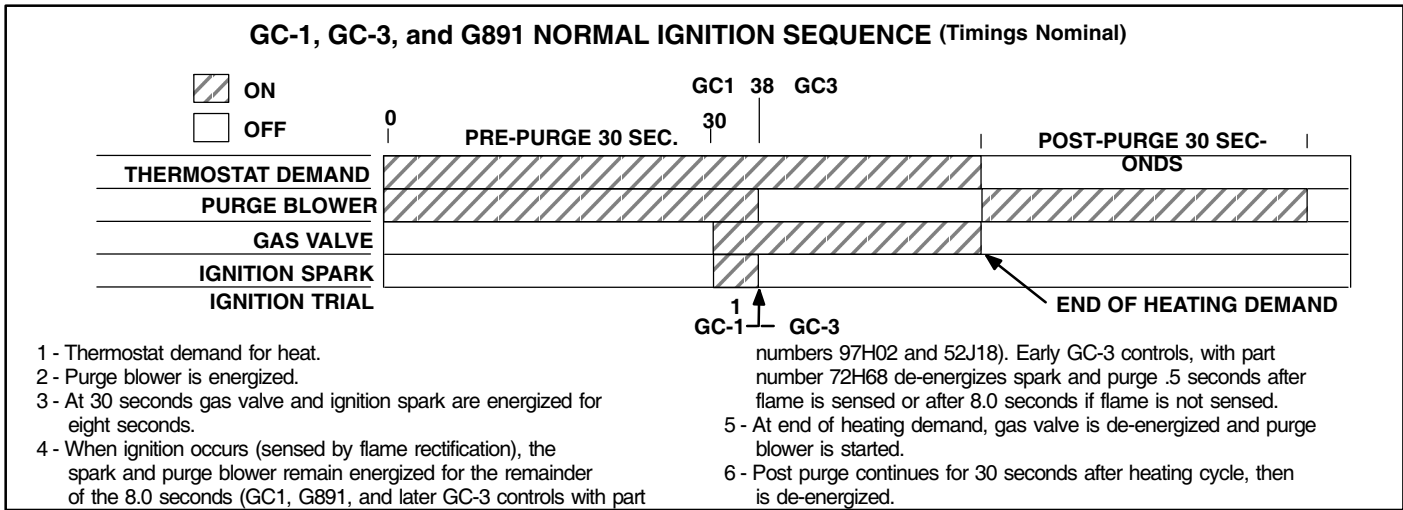 GC-1, GC-3, and G891 NORMAL IGNITION SEQUENCE (Timings Nominal)
ON
OFF
GC1 38 GC3
0
30
PRE-PURGE 30 SEC.
POST-PURGE 30 SEC-
ONDS
THERMOSTAT DEMAND
PURGE BLOWER
GAS VALVE
IGNITION SPARK
IGNITION TRIAL
1
GC-1 GC-3
END OF HEATING DEMAND
1 - Thermostat demand for heat.
2 - Purge blower is energized.
3 - At 30 seconds gas valve and ignition spark are energized for
eight seconds.
4 - When ignition occurs (sensed by flame rectification), the
spark and purge blower remain energized for the remainder
of the 8.0 seconds (GC1, G891, and later GC-3 controls with part
numbers 97H02 and 52J18). Early GC-3 controls, with part
number 72H68 de-energizes spark and purge .5 seconds after
flame is sensed or after 8.0 seconds if flame is not sensed.
5 - At end of heating demand, gas valve is de-energized and purge
blower is started.
6 - Post purge continues for 30 seconds after heating cycle, then
is de-energized.